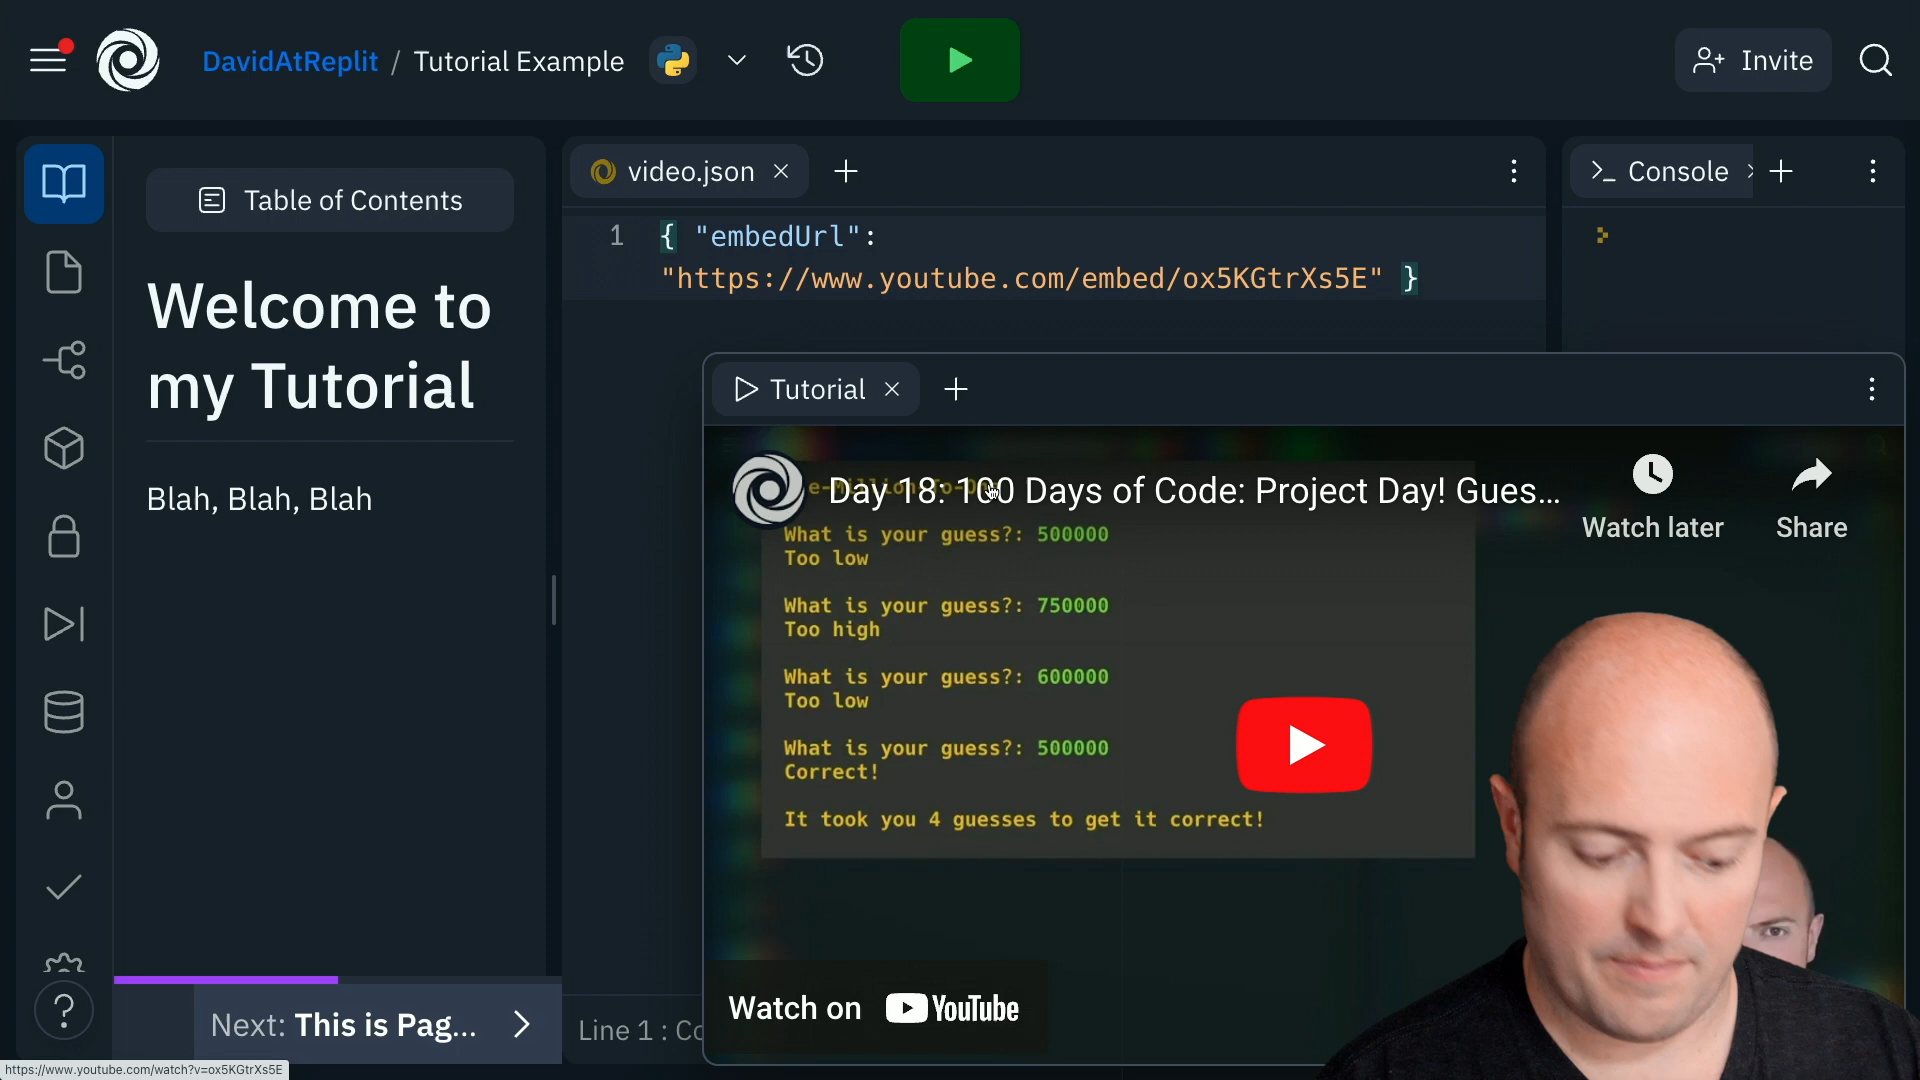 DavidAtReplit / Tutorial Example
Invite
Table of Contents
Welcome to
my Tutorial
Blah, Blah, Blah
Next: This is Pag...
https://www.youtube.com/watch?v=ox5KGtrXs5E
video.json
1 { "embedUrl":
"https://www.youtube.com/embed/ox5KGtrXs5E" }
Line 1 : Co
Console
Tutorial
Day 18: 100 Days of Code: Project Day! Gues...
Watch later
Share
What is your guess?: 500000
Too low
What is your guess?: 750000
Too high
What is your guess?: 600000
Too low
What is your guess?: 500000
Correct!
It took you 4 guesses to get it correct!
Watch on YouTube